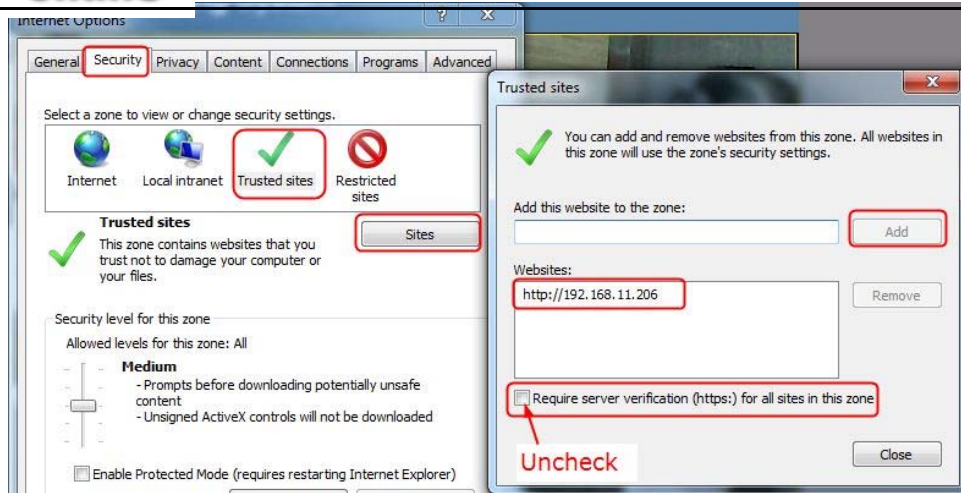 Internet Options
General Security Privacy Content Connections Programs Advanced
Select a zone to view or change security settings.
Internet Local intranet Trusted sites Restricted sites
Trusted sites
This zone contains websites that you
trust not to damage your computer or
your files.
Sites
Security level for this zone
Allowed levels for this zone: All
Medium
- Prompts before downloading potentially unsafe
content
- Unsigned ActiveX controls will not be downloaded
Enable Protected Mode (requires restarting Internet Explorer)
Trusted sites
You can add and remove websites from this zone. All websites in
this zone will use the zone's security settings.
Add this website to the zone:
Add
Websites:
http://192.168.11.206
Remove
Require server verification (https:) for all sites in this zone
Uncheck
Close